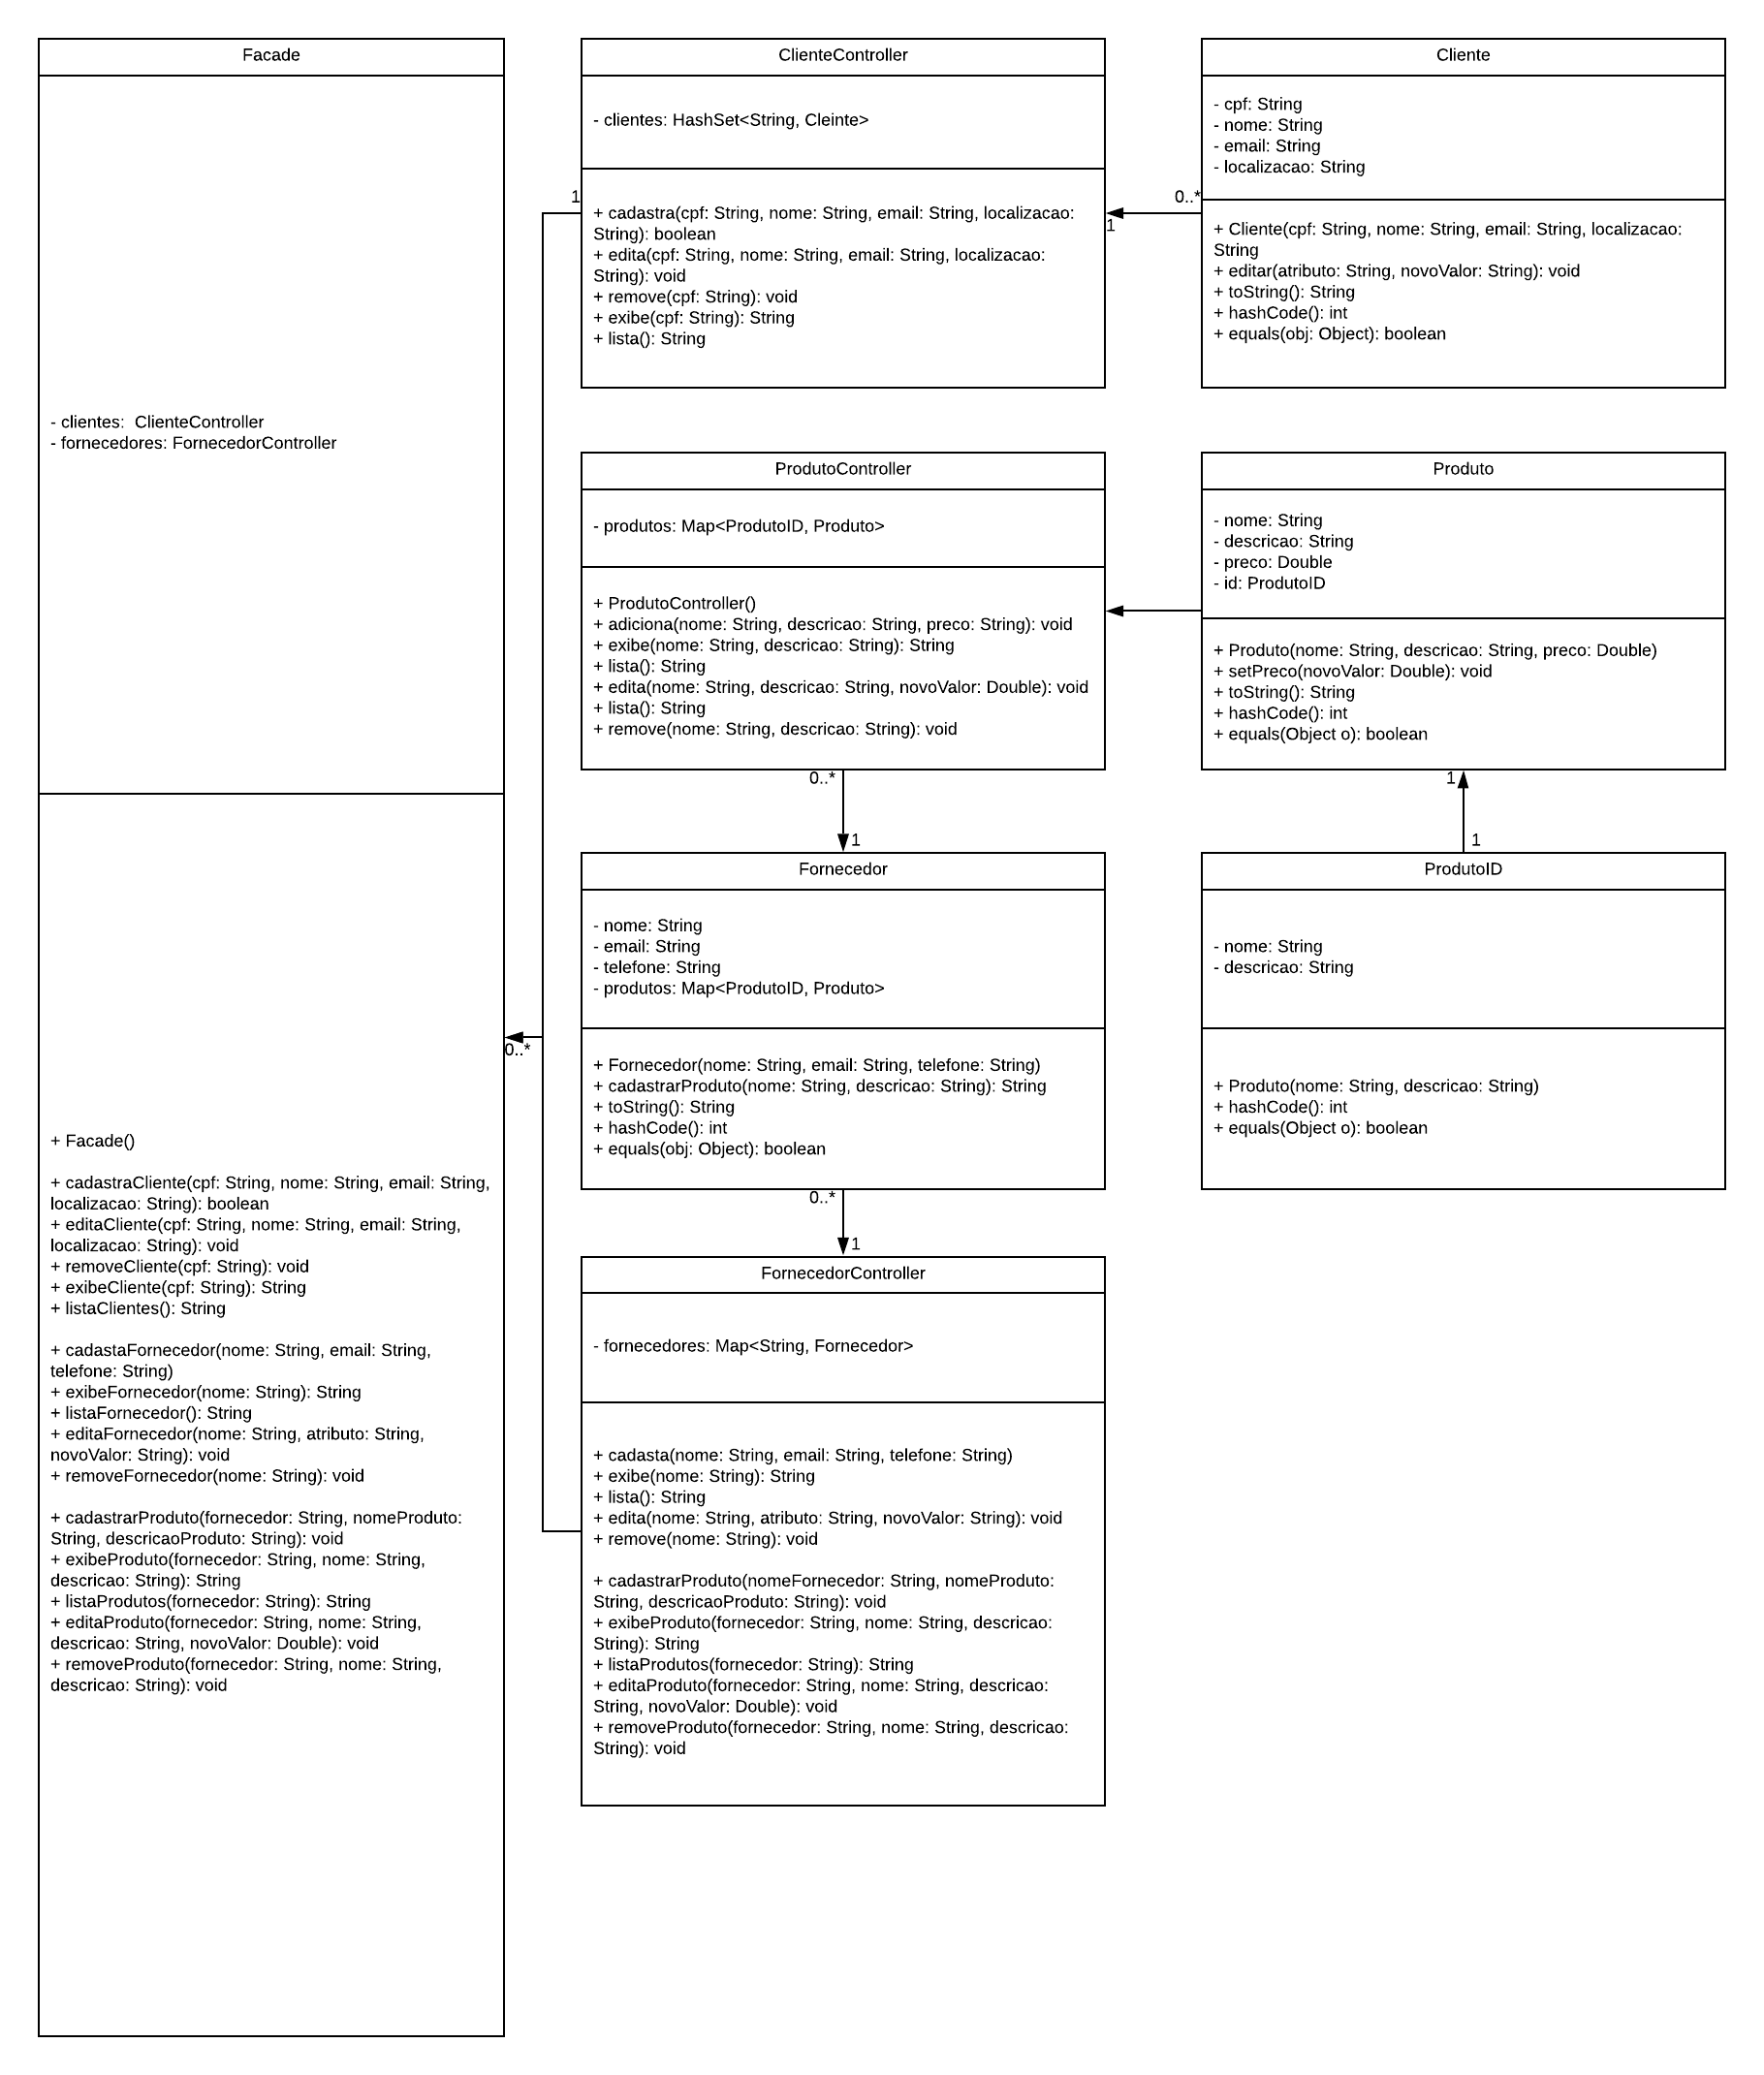 Facade
- clientes:  ClienteController
- fornecedores: FornecedorController
+ Facade()
+ cadastraCliente(cpf: String, nome: String, email: String,
localizacao: String): boolean
+ editaCliente(cpf: String, nome: String, email: String,
localizacao: String): void
+ removeCliente(cpf: String): void
+ exibeCliente(cpf: String): String
+ listaClientes(): String
+ cadastaFornecedor(nome: String, email: String,
telefone: String)
+ exibeFornecedor(nome: String): String
+ listaFornecedor(): String
+ editaFornecedor(nome: String, atributo: String,
novoValor: String): void
+ removeFornecedor(nome: String): void
+ cadastrarProduto(fornecedor: String, nomeProduto:
String, descricaoProduto: String): void
+ exibeProduto(fornecedor: String, nome: String,
descricao: String): String
+ listaProdutos(fornecedor: String): String
+ editaProduto(fornecedor: String, nome: String,
descricao: String, novoValor: Double): void
+ removeProduto(fornecedor: String, nome: String,
descricao: String): void
0..*
1
ClienteController
- clientes: HashSet<String, Cleinte>
+ cadastra(cpf: String, nome: String, email: String, localizacao:
String): boolean
+ edita(cpf: String, nome: String, email: String, localizacao:
String): void
+ remove(cpf: String): void
+ exibe(cpf: String): String
+ lista(): String
1
0..*
Cliente
- cpf: String
- nome: String
- email: String
- localizacao: String
+ Cliente(cpf: String, nome: String, email: String, localizacao:
String
+ editar(atributo: String, novoValor: String): void
+ toString(): String
+ hashCode(): int
+ equals(obj: Object): boolean
ProdutoController
- produtos: Map<ProdutoID, Produto>
+ ProdutoController()
+ adiciona(nome: String, descricao: String, preco: String): void
+ exibe(nome: String, descricao: String): String
+ lista(): String
+ edita(nome: String, descricao: String, novoValor: Double): void
+ lista(): String
+ remove(nome: String, descricao: String): void
0..*
1
Produto
- nome: String
- descricao: String
- preco: Double
- id: ProdutoID
+ Produto(nome: String, descricao: String, preco: Double)
+ setPreco(novoValor: Double): void
+ toString(): String
+ hashCode(): int
+ equals(Object o): boolean
1
1
Fornecedor
- nome: String
- email: String
- telefone: String
- produtos: Map<ProdutoID, Produto>
+ Fornecedor(nome: String, email: String, telefone: String)
+ cadastrarProduto(nome: String, descricao: String): String
+ toString(): String
+ hashCode(): int
+ equals(obj: Object): boolean
0..*
1
ProdutoID
- nome: String
- descricao: String
+ Produto(nome: String, descricao: String)
+ hashCode(): int
+ equals(Object o): boolean
FornecedorController
- fornecedores: Map<String, Fornecedor>
+ cadasta(nome: String, email: String, telefone: String)
+ exibe(nome: String): String
+ lista(): String
+ edita(nome: String, atributo: String, novoValor: String): void
+ remove(nome: String): void
+ cadastrarProduto(nomeFornecedor: String, nomeProduto:
String, descricaoProduto: String): void
+ exibeProduto(fornecedor: String, nome: String, descricao:
String): String
+ listaProdutos(fornecedor: String): String
+ editaProduto(fornecedor: String, nome: String, descricao:
String, novoValor: Double): void
+ removeProduto(fornecedor: String, nome: String, descricao:
String): void